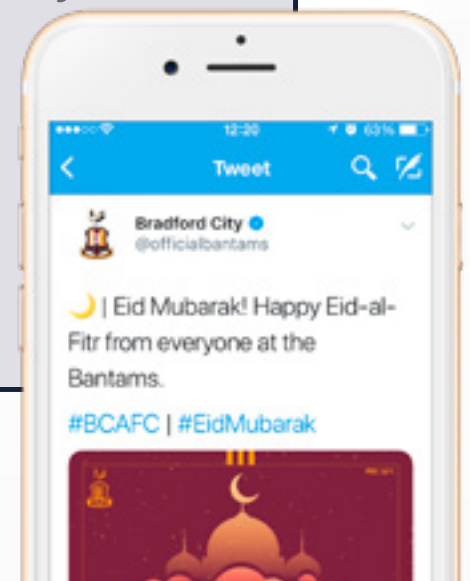 12:20
63%
Tweet
Bradford City
@officialbantams
🌙 | Eid Mubarak! Happy Eid-al-
Fitr from everyone at the
Bantams.
#BCAFC | #EidMubarak